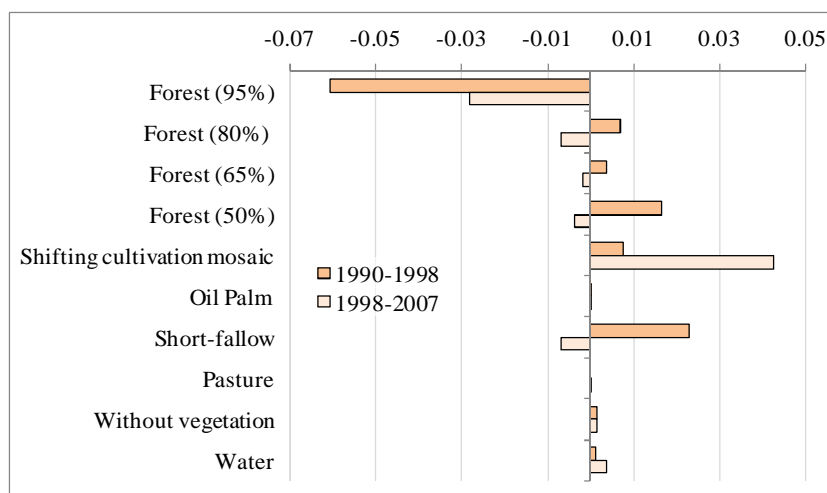 -0.07 -0.05 -0.03 -0.01 0.01 0.03 0.05
Forest (95%)
Forest (80%)
Forest (65%)
Forest (50%)
Shifting cultivation mosaic
1990-1998
Oil Palm
1998-2007
Short-fallow
Pasture
Without vegetation
Water